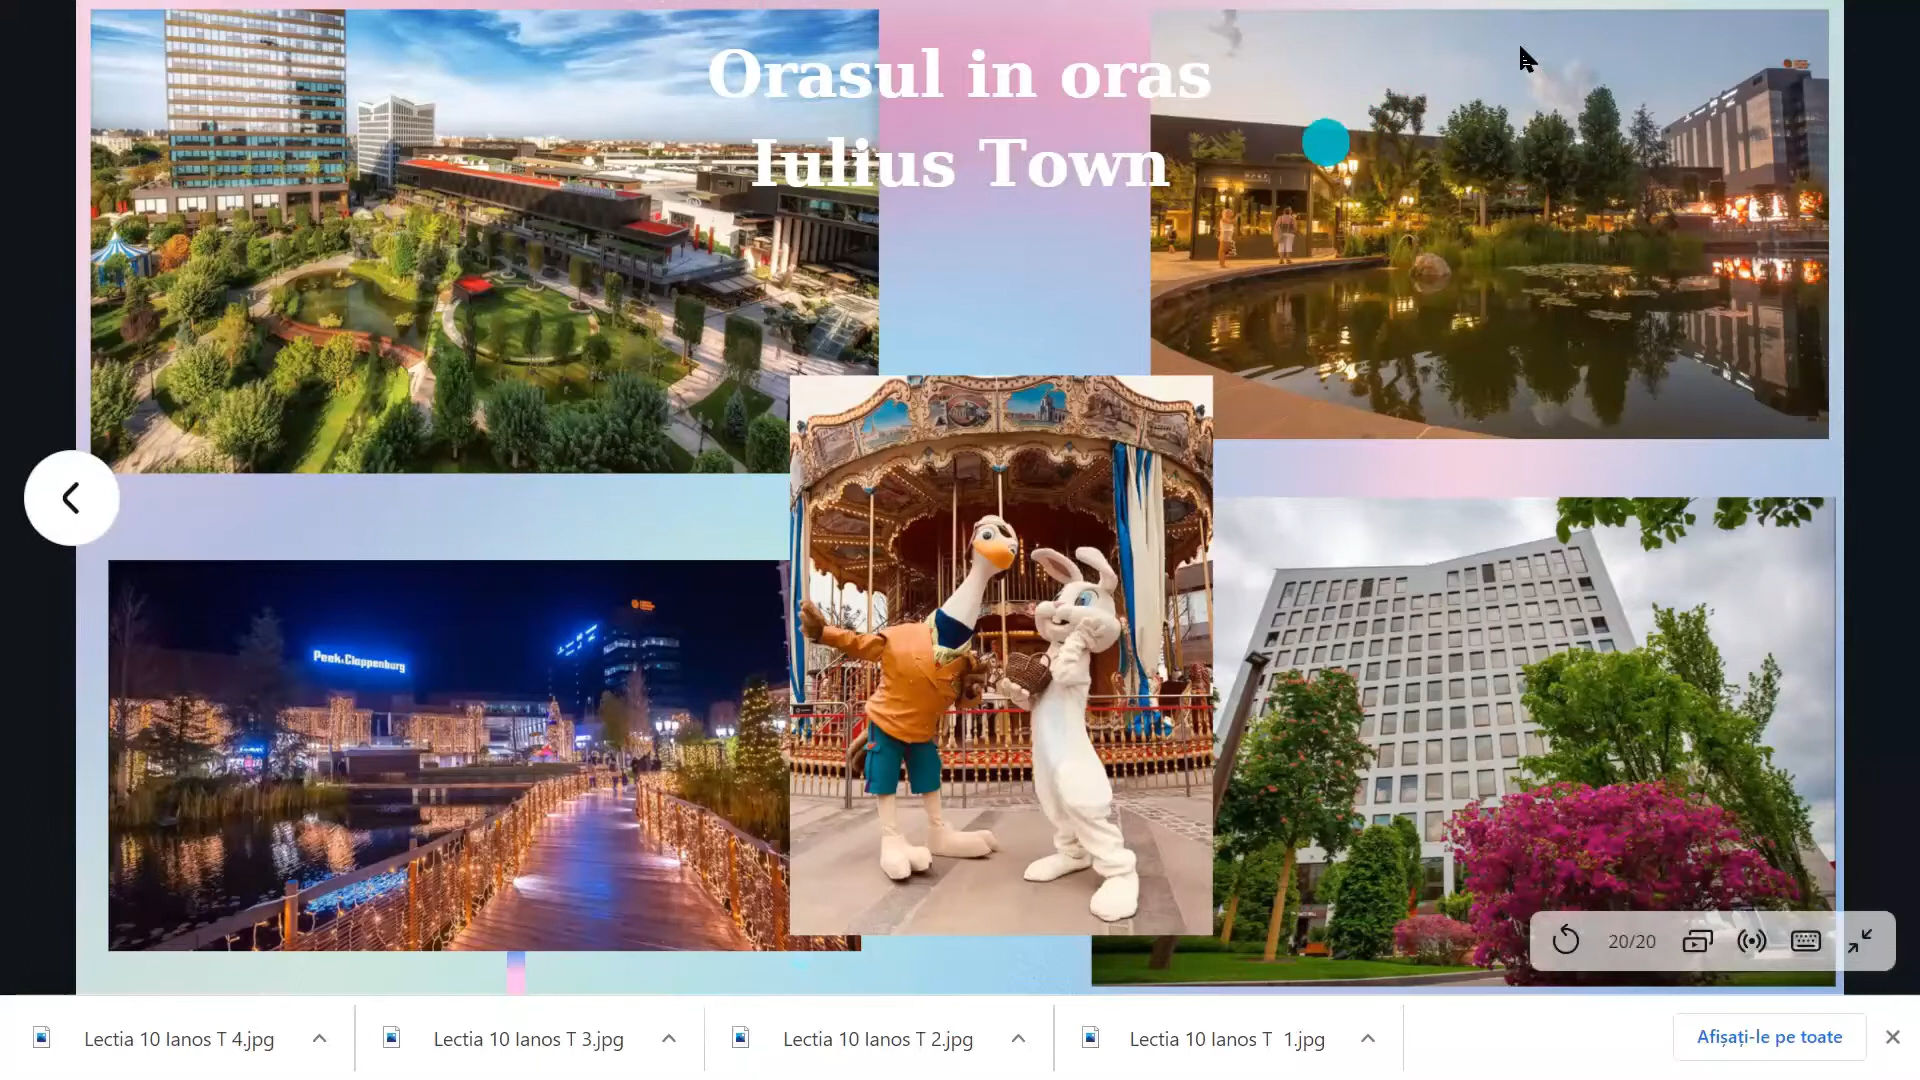 Orasul in oras
Iulius Town
Peek&Cloppenburg
20/20
Lectia 10 Ianos T 4.jpg
Lectia 10 Ianos T 3.jpg
Lectia 10 Ianos T 2.jpg
Lectia 10 Ianos T  1.jpg
Afișați-le pe toate